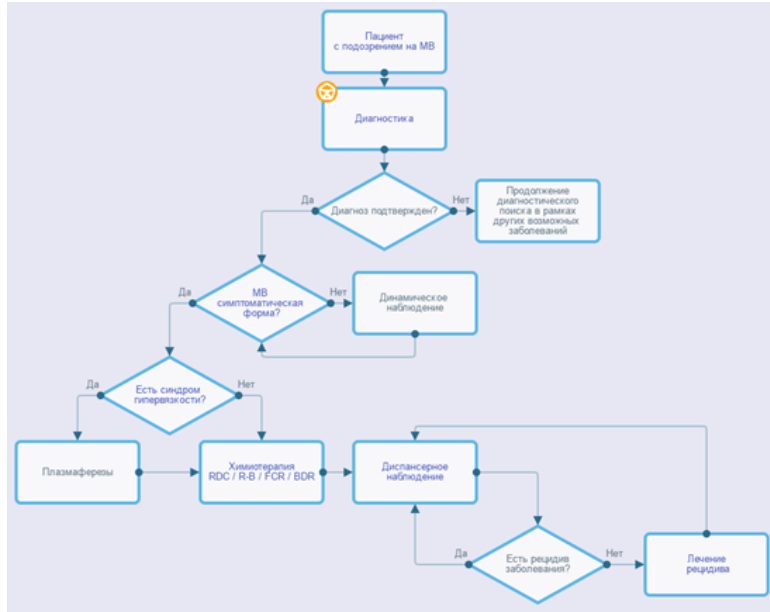 Пациент
с подозрением на МВ
Диагностика
Да
Диагноз подтвержден?
Нет
Продолжение
диагностического
поиска в рамках
других возможных
заболеваний
Да
МВ
симптоматическая
форма?
Нет
Динамическое
наблюдение
Да
Есть синдром
гипервязкости?
Нет
Плазмаферезы
Химиотерапия
RDC / R-B / FCR / BDR
Диспансерное
наблюдение
Да
Есть рецидив
заболевания?
Нет
Лечение
рецидива